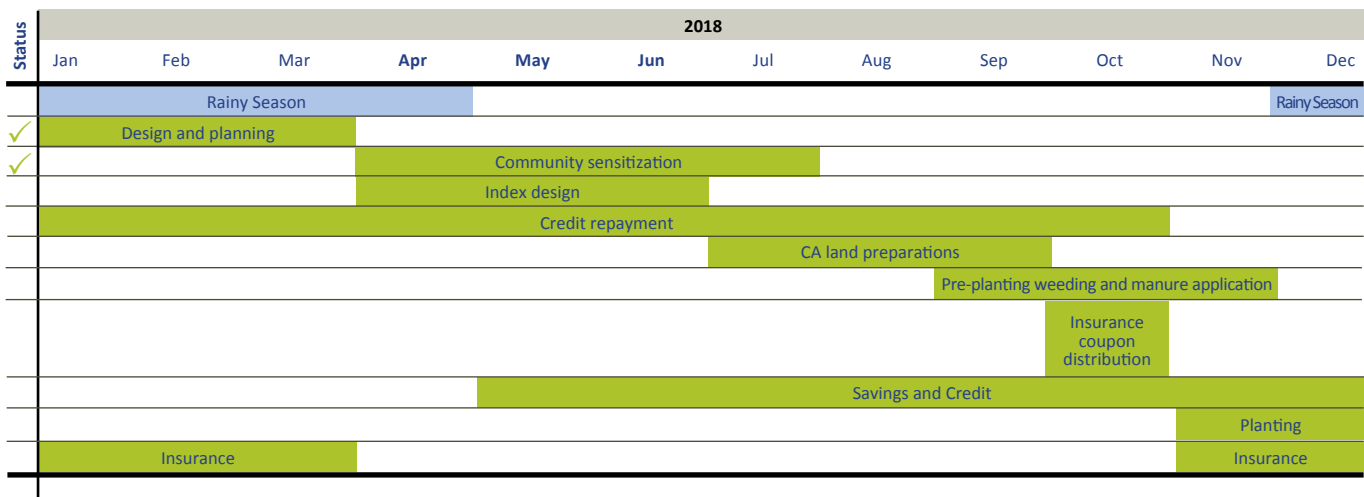 Status
2018
Jan Feb Mar Apr May Jun Jul Aug Sep Oct Nov Dec
Rainy Season Rainy Season
✓ Design and planning
✓ Community sensitization
Index design
Credit repayment
CA land preparations
Pre-planting weeding and manure application
Insurance
coupon
distribution
Savings and Credit
Planting
Insurance Insurance